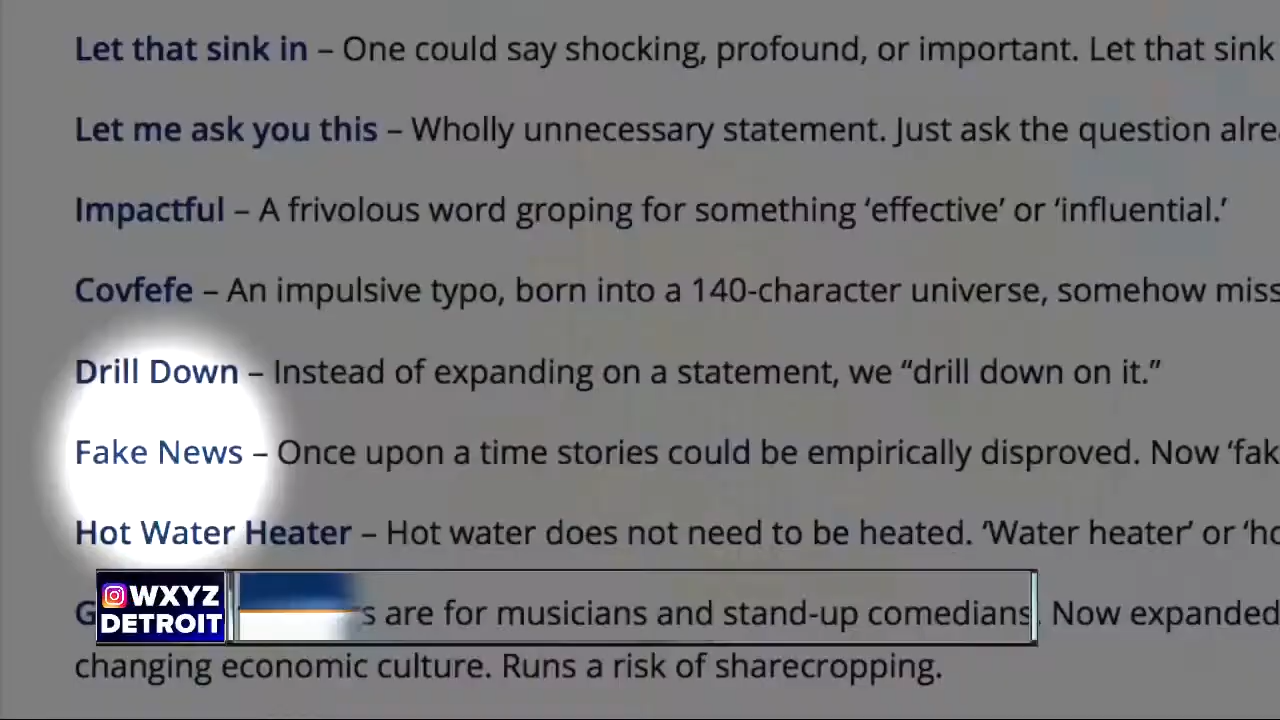 Let that sink in – One could say shocking, profound, or important. Let that sink
Let me ask you this – Wholly unnecessary statement. Just ask the question
Impactful – A frivolous word groping for something ‘effective’ or ‘influential.’
Covfefe – An impulsive typo, born into a 140-character universe, somehow
Drill Down – Instead of expanding on a statement, we “drill down on it.”
Fake News – Once upon a time stories could be empirically disproved. Now
Hot Water Heater – Hot water does not need to be heated. ‘Water heater’ or
are for musicians and stand-up comedians. Now expanded
changing economic culture. Runs a risk of sharecropping.
WXYZ
DETROIT